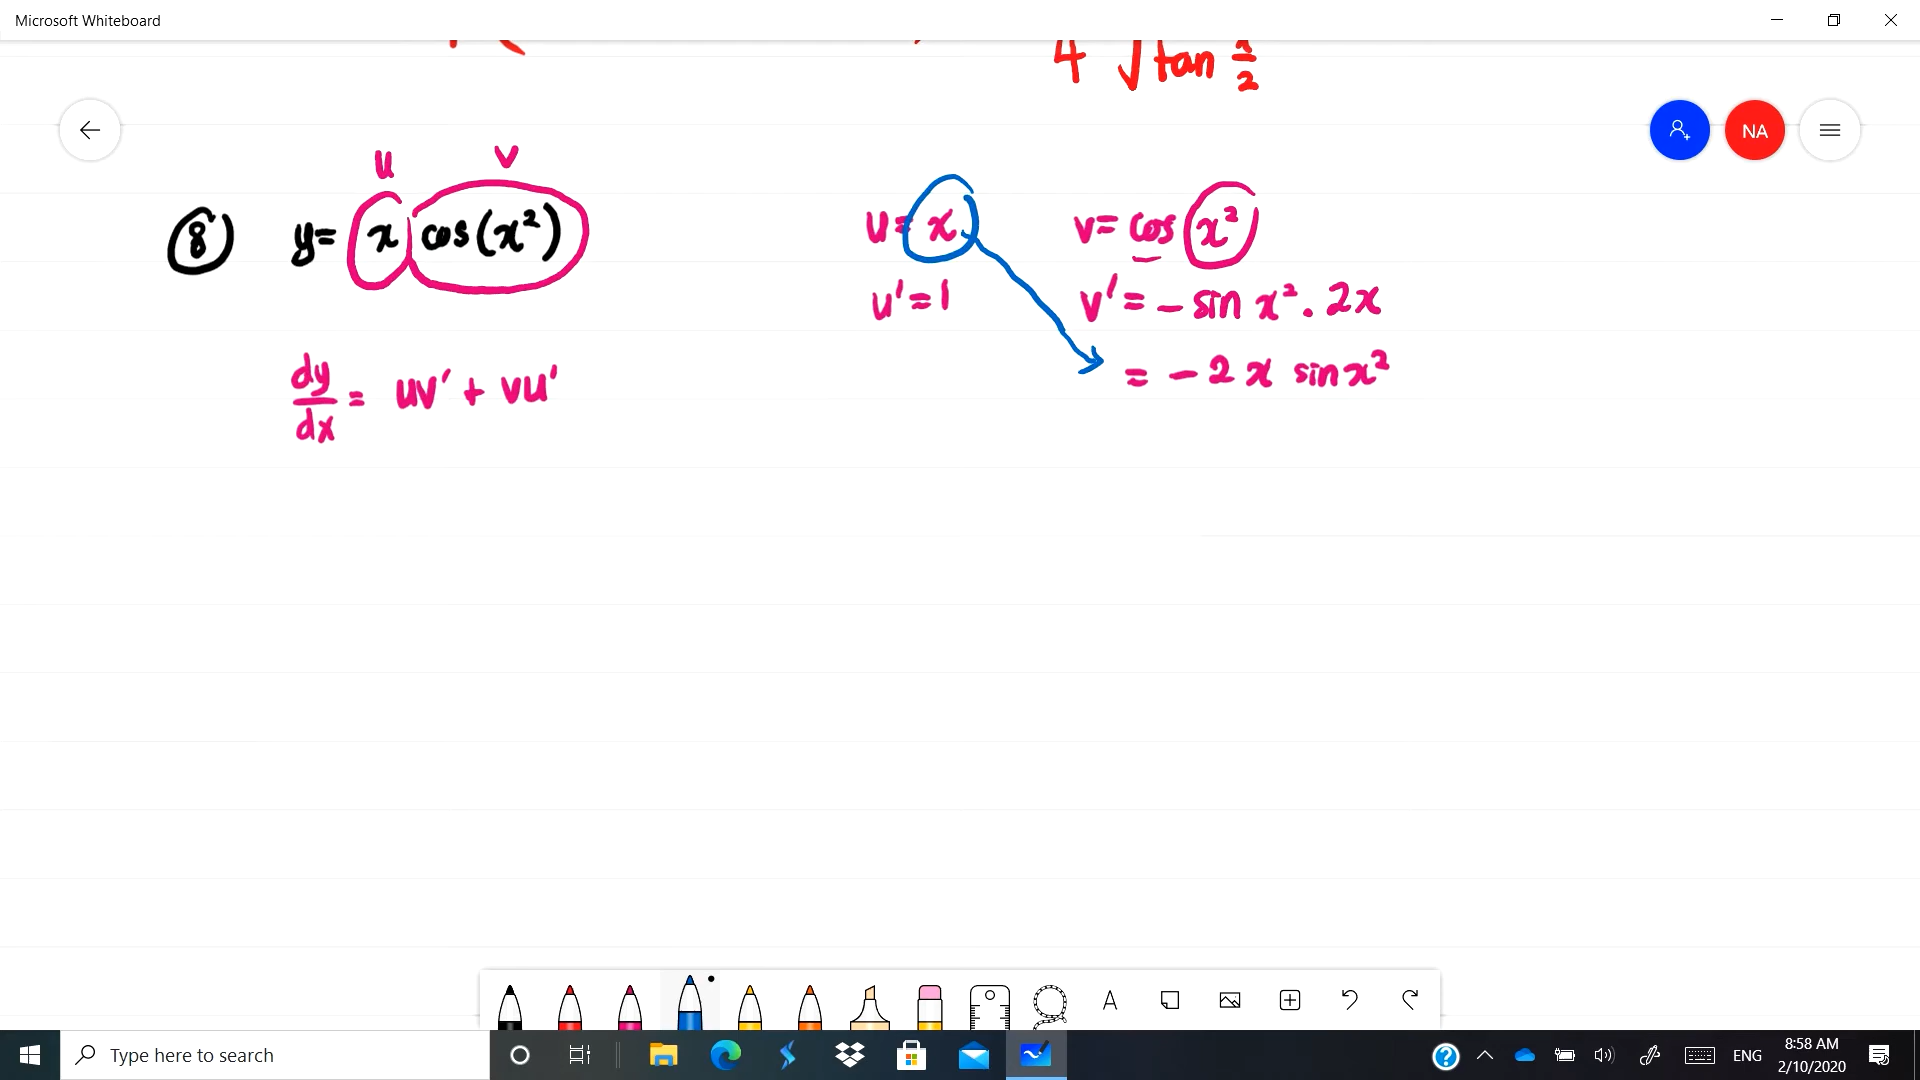 Microsoft Whiteboard
4 √tan x/2
NA
u v
⑧ y= x cos(x²)
u= x v= cos x²
u'=1 v'= - sin x² . 2x
= - 2x sin x²
dy/dx = uv' + vu'
A
Type here to search
ENG
8:58 AM
2/10/2020